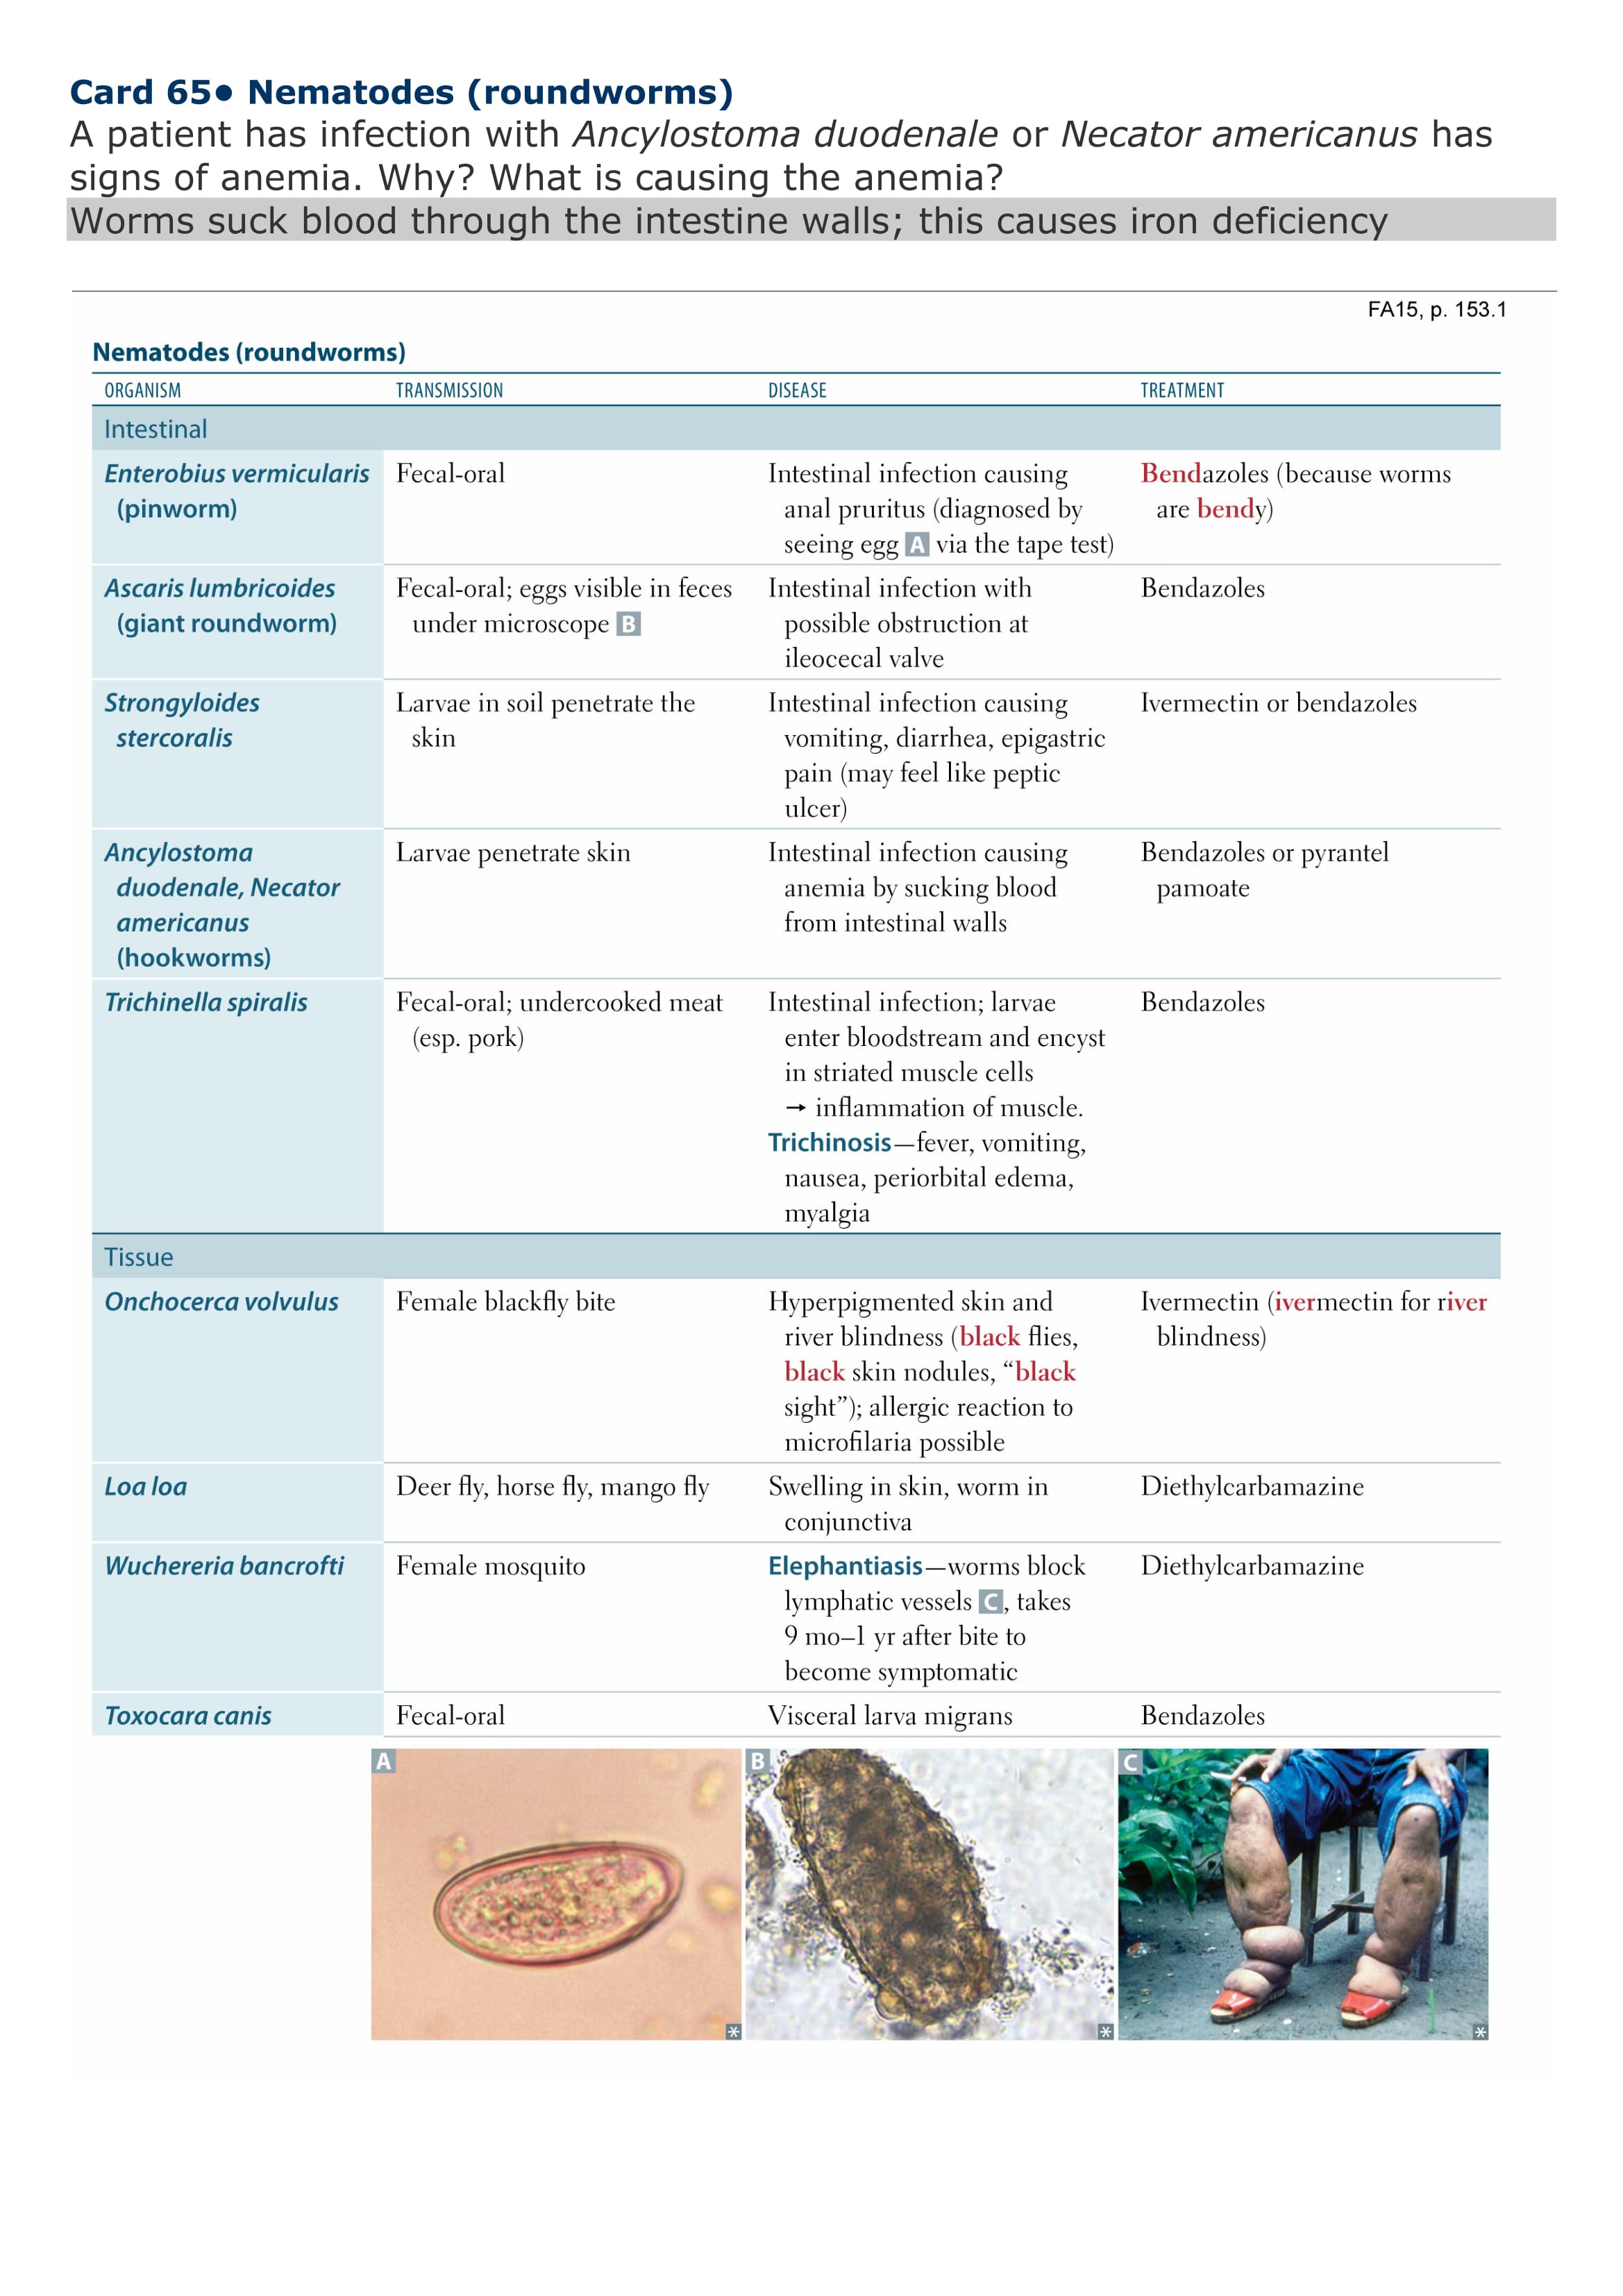 Card 65• Nematodes (roundworms)
A patient has infection with Ancylostoma duodenale or Necator americanus has
signs of anemia. Why? What is causing the anemia?
Worms suck blood through the intestine walls; this causes iron deficiency
FA15, p. 153.1
Nematodes (roundworms)
ORGANISM TRANSMISSION DISEASE TREATMENT
Intestinal
Enterobius vermicularis Fecal-oral Intestinal infection causing Bendazoles (because worms
(pinworm) anal pruritus (diagnosed by are bendy)
seeing egg A via the tape test)
Ascaris lumbricoides Fecal-oral; eggs visible in feces Intestinal infection with Bendazoles
(giant roundworm) under microscope B possible obstruction at
ileocecal valve
Strongyloides Larvae in soil penetrate the Intestinal infection causing Ivermectin or bendazoles
stercoralis skin vomiting, diarrhea, epigastric
pain (may feel like peptic
ulcer)
Ancylostoma Larvae penetrate skin Intestinal infection causing Bendazoles or pyrantel
duodenale, Necator anemia by sucking blood pamoate
americanus from intestinal walls
(hookworms)
Trichinella spiralis Fecal-oral; undercooked meat Intestinal infection; larvae Bendazoles
(esp. pork) enter bloodstream and encyst
in striated muscle cells
→ inflammation of muscle.
Trichinosis—fever, vomiting,
nausea, periorbital edema,
myalgia
Tissue
Onchocerca volvulus Female blackfly bite Hyperpigmented skin and Ivermectin (ivermectin for river
river blindness (black flies, blindness)
black skin nodules, “black
sight”); allergic reaction to
microfilaria possible
Loa loa Deer fly, horse fly, mango fly Swelling in skin, worm in Diethylcarbamazine
conjunctiva
Wuchereria bancrofti Female mosquito Elephantiasis—worms block Diethylcarbamazine
lymphatic vessels C, takes
9 mo–1 yr after bite to
become symptomatic
Toxocara canis Fecal-oral Visceral larva migrans Bendazoles
A B C
* * *